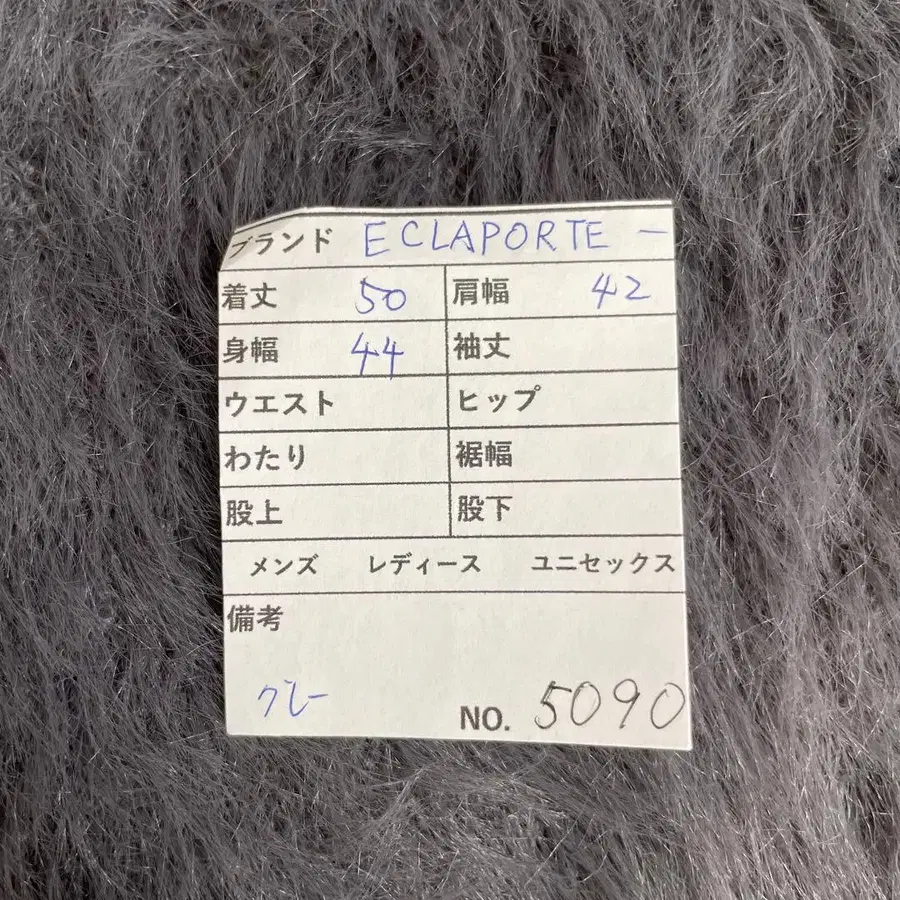 ブランド ECLAPORTE ー
着丈 50 肩幅 42
身幅 44 袖丈
ウエスト ヒップ
わたり 裾幅
股上 股下
メンズ レディース ユニセックス
備考
グレー
NO. 5090